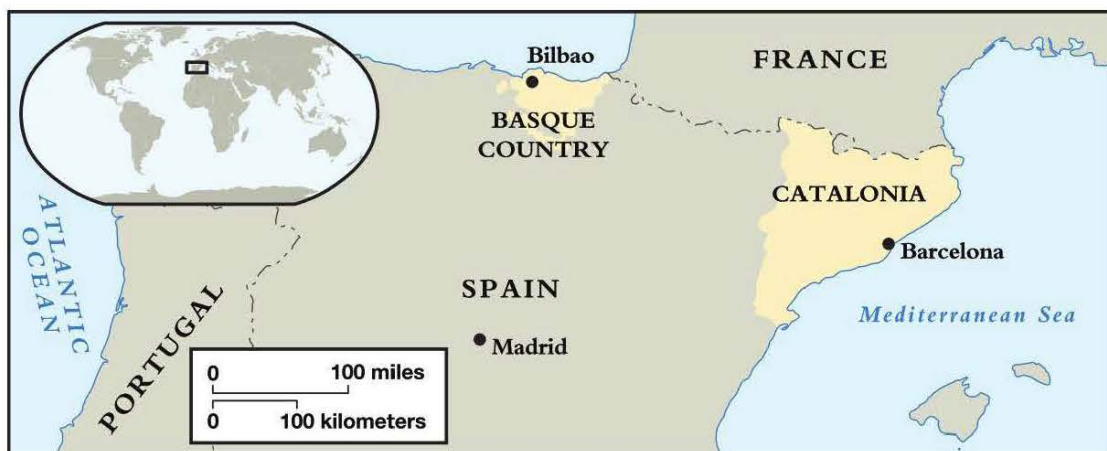 Bilbao
FRANCE
BASQUE
COUNTRY
CATALONIA
ATLANTIC
OCEAN
Barcelona
SPAIN
PORTUGAL
Mediterranean Sea
Madrid
0 100 miles
0 100 kilometers